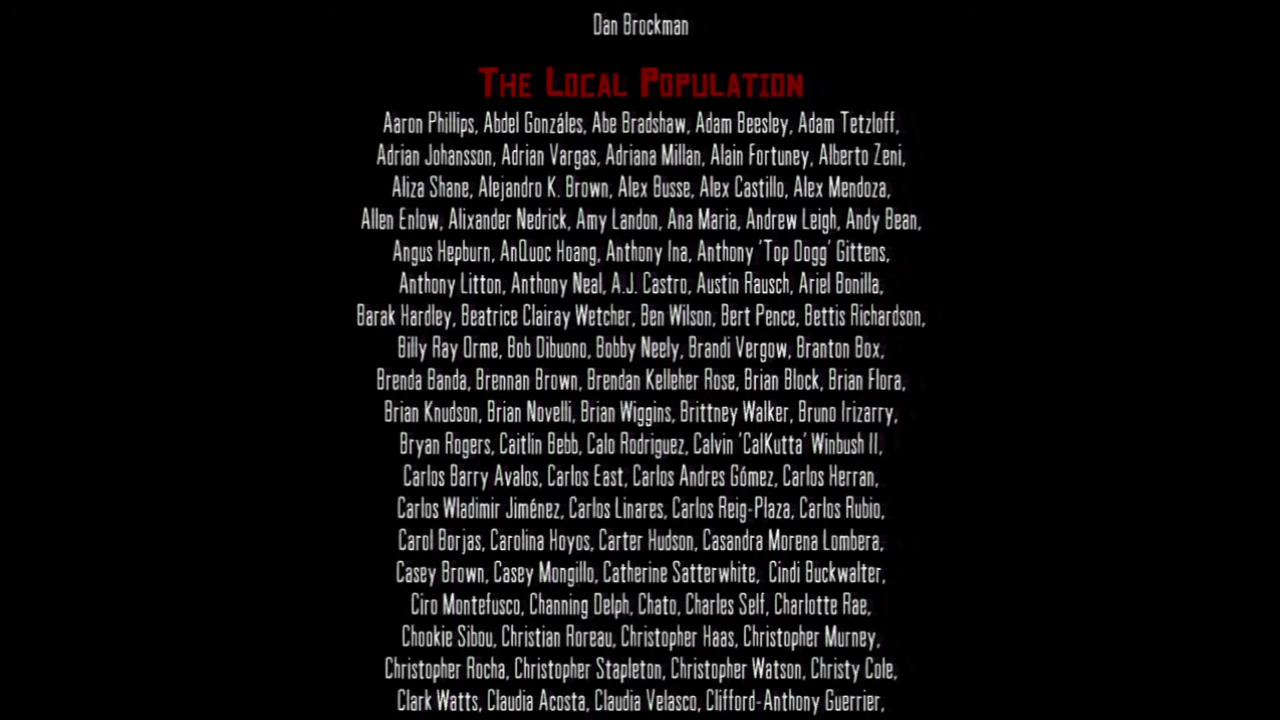 Dan Brockman
The Local Population
Aaron Phillips, Abdel Gonzáles, Abe Bradshaw, Adam Beesley, Adam Tetzloff,
Adrian Johansson, Adrian Vargas, Adriana Millan, Alain Fortuney, Alberto Zeni,
Aliza Shane, Alejandro K. Brown, Alex Busse, Alex Castillo, Alex Mendoza,
Allen Enlow, Alixander Nedrick, Amy Landon, Ana Maria, Andrew Leigh, Andy Bean,
Angus Hepburn, AnQuoc Hoang, Anthony Ina, Anthony 'Top Dogg' Gittens,
Anthony Litton, Anthony Neal, A.J. Castro, Austin Rausch, Ariel Bonilla,
Barak Hardley, Beatrice Clairay Wetcher, Ben Wilson, Bert Pence, Bettis Richardson,
Billy Ray Orme, Bob Dibuono, Bobby Neely, Brandi Vergow, Branton Box,
Brenda Banda, Brennan Brown, Brendan Kelleher Rose, Brian Block, Brian Flora,
Brian Knudson, Brian Novelli, Brian Wiggins, Brittney Walker, Bruno Irizarry,
Bryan Rogers, Caitlin Bebb, Calo Rodriguez, Calvin 'CalKutta' Winbush II,
Carlos Barry Avalos, Carlos East, Carlos Andres Gómez, Carlos Herran,
Carlos Wladimir Jiménez, Carlos Linares, Carlos Reig-Plaza, Carlos Rubio,
Carol Borjas, Carolina Hoyos, Carter Hudson, Casandra Morena Lombera,
Casey Brown, Casey Mongillo, Catherine Satterwhite, Cindi Buckwalter,
Ciro Montefusco, Channing Delph, Chato, Charles Self, Charlotte Rae,
Chookie Sibou, Christian Roreau, Christopher Haas, Christopher Murney,
Christopher Rocha, Christopher Stapleton, Christopher Watson, Christy Cole,
Clark Watts, Claudia Acosta, Claudia Velasco, Clifford-Anthony Guerrier,